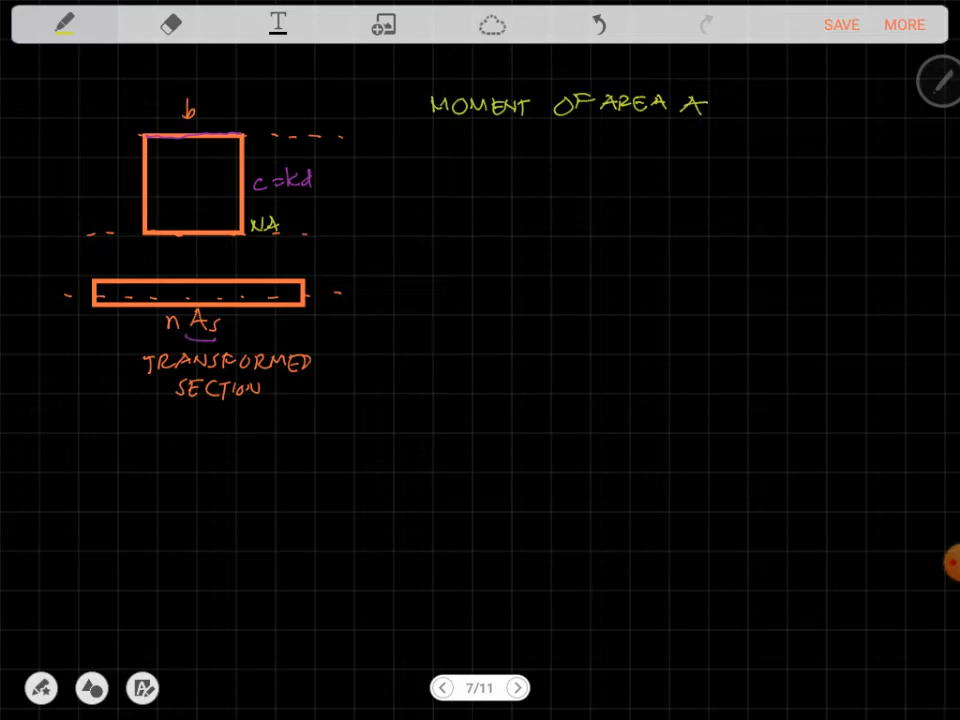 T
SAVE
MORE
b
MOMENT OF AREA A
c=kd
NA
n As
TRANSFORMED
SECTION
A
7/11